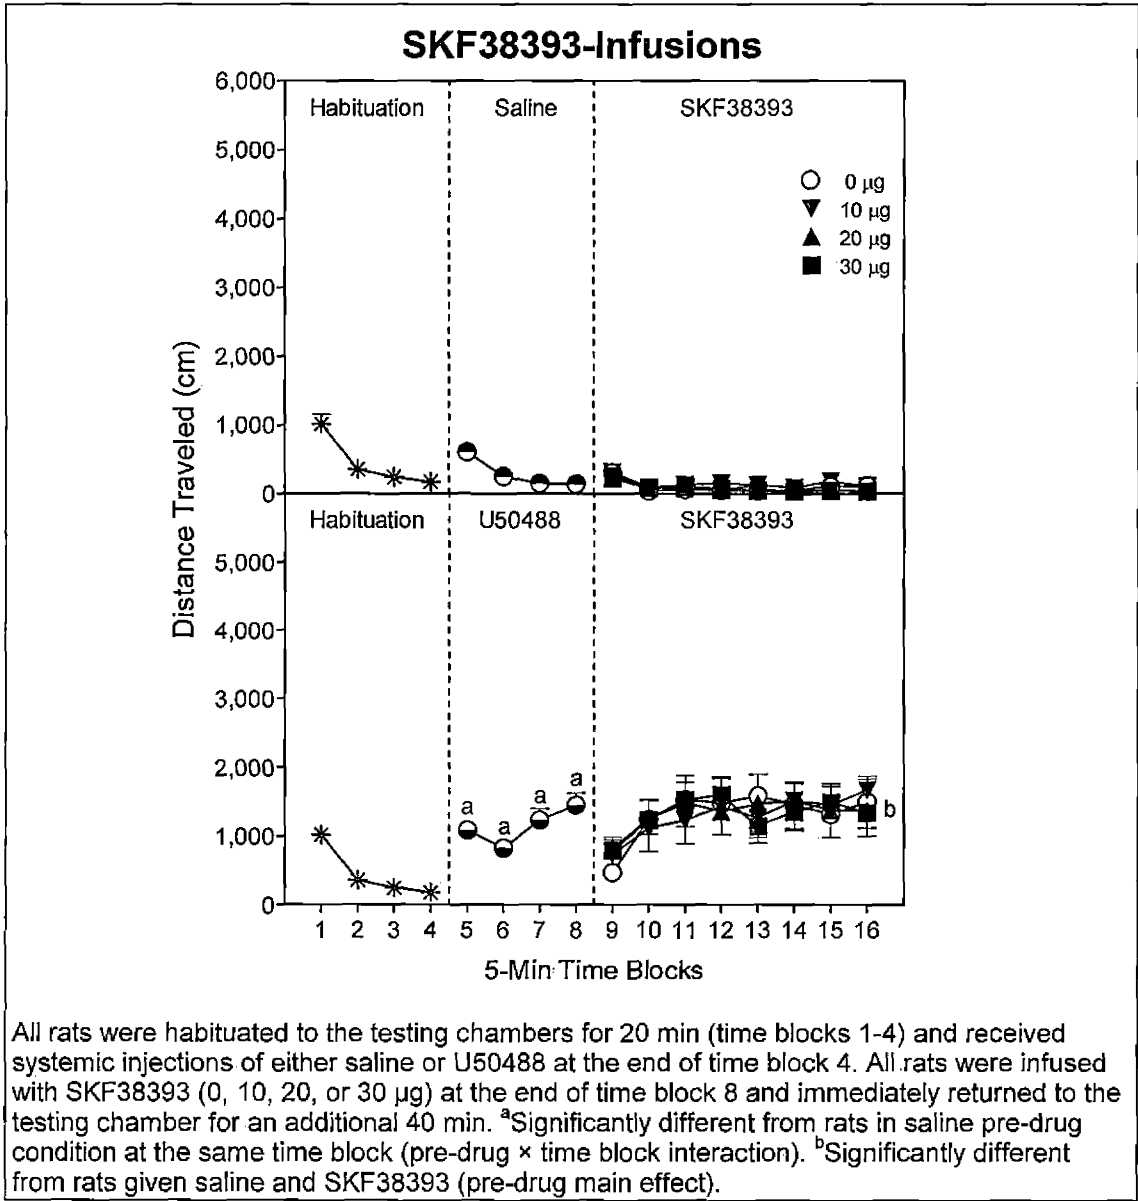 SKF38393-Infusions
6,000
Habituation Saline SKF38393
5,000
0 µg
10 µg
4,000
20 µg
30 µg
3,000
2,000
1,000
0
Distance Traveled (cm)
Habituation U50488 SKF38393
5,000
4,000
3,000
2,000
a a a a
b
1,000
0
1 2 3 4 5 6 7 8 9 10 11 12 13 14 15 16
5-Min Time Blocks
All rats were habituated to the testing chambers for 20 min (time blocks 1-4) and received
systemic injections of either saline or U50488 at the end of time block 4. All rats were infused
with SKF38393 (0, 10, 20, or 30 µg) at the end of time block 8 and immediately returned to the
testing chamber for an additional 40 min. ᵃSignificantly different from rats in saline pre-drug
condition at the same time block (pre-drug × time block interaction). ᵇSignificantly different
from rats given saline and SKF38393 (pre-drug main effect).